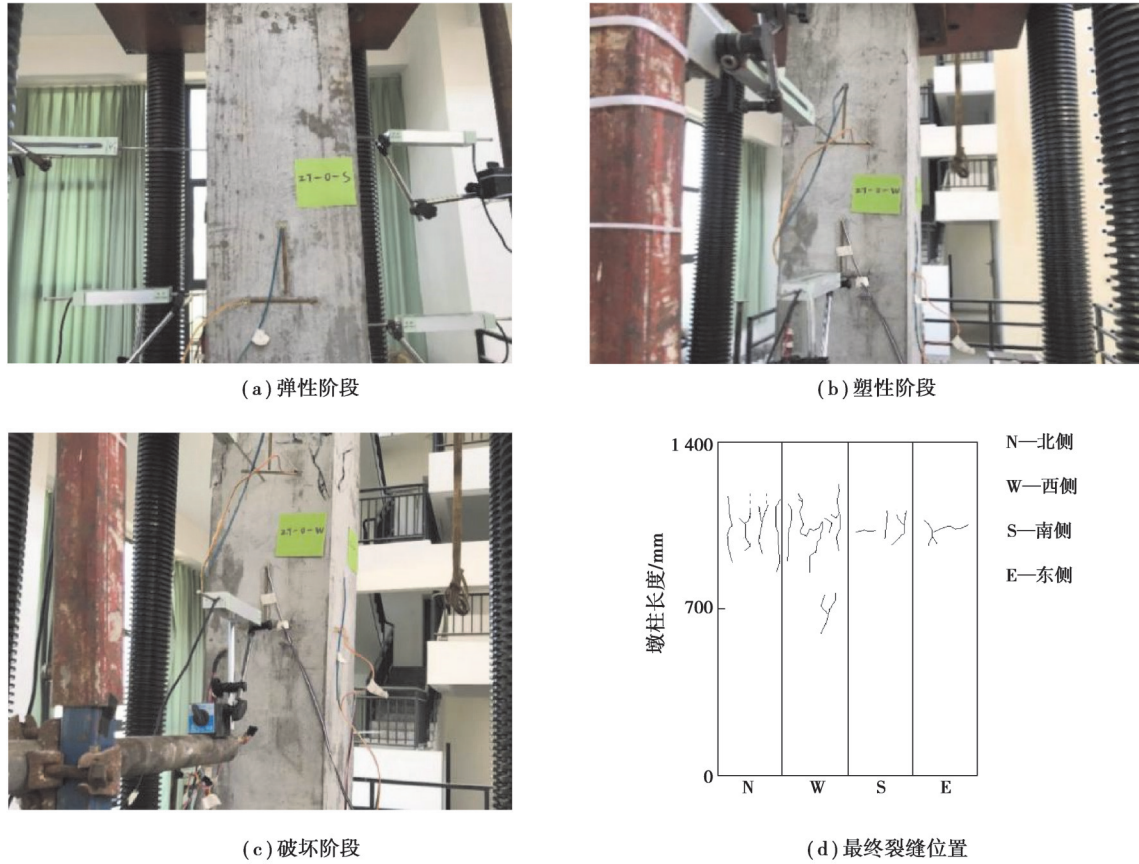 27-0-S
27-0-W
(a)弹性阶段
(b)塑性阶段
27-0-W
1 400
700
0
墩柱长度/mm
N
W
S
E
N—北侧
W—西侧
S—南侧
E—东侧
(c)破坏阶段
(d)最终裂缝位置